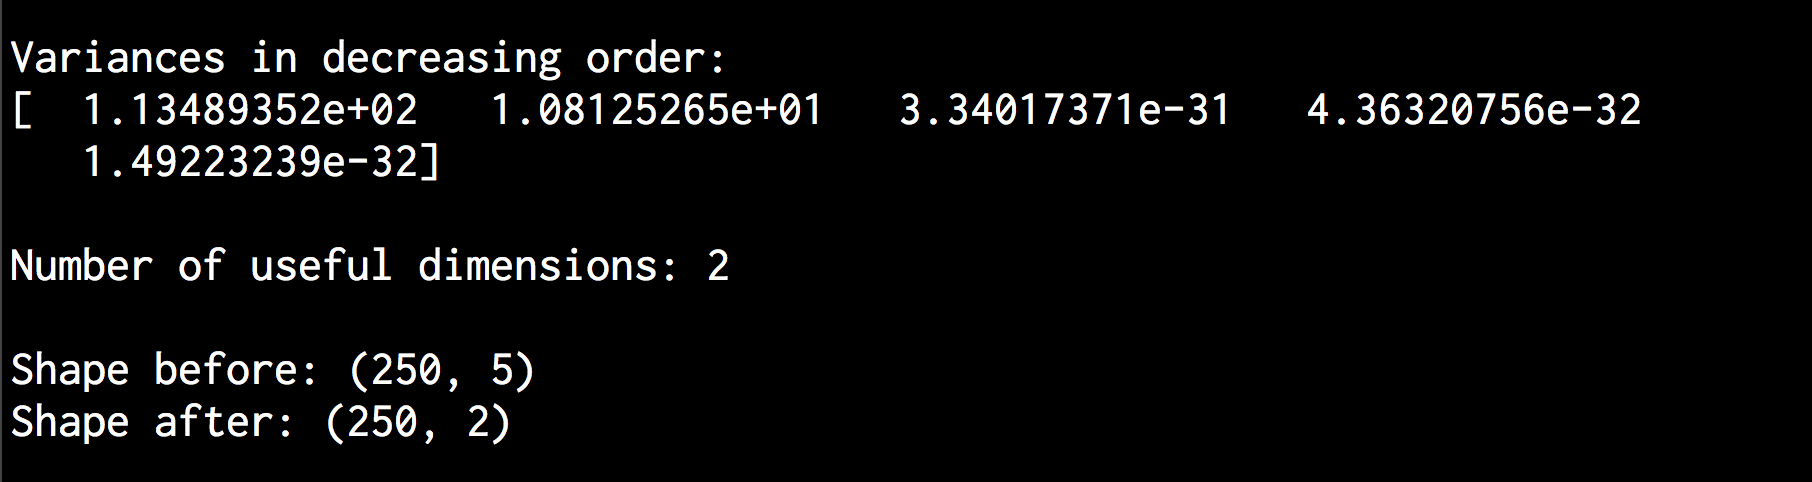 Variances in decreasing order:
[  1.13489352e+02   1.08125265e+01   3.34017371e-31   4.36320756e-32
   1.49223239e-32]
Number of useful dimensions: 2
Shape before: (250, 5)
Shape after: (250, 2)